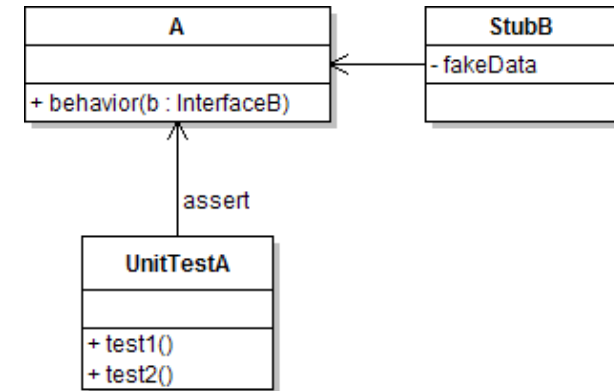 A
+ behavior(b : InterfaceB)
StubB
- fakeData
assert
UnitTestA
+ test1()
+ test2()